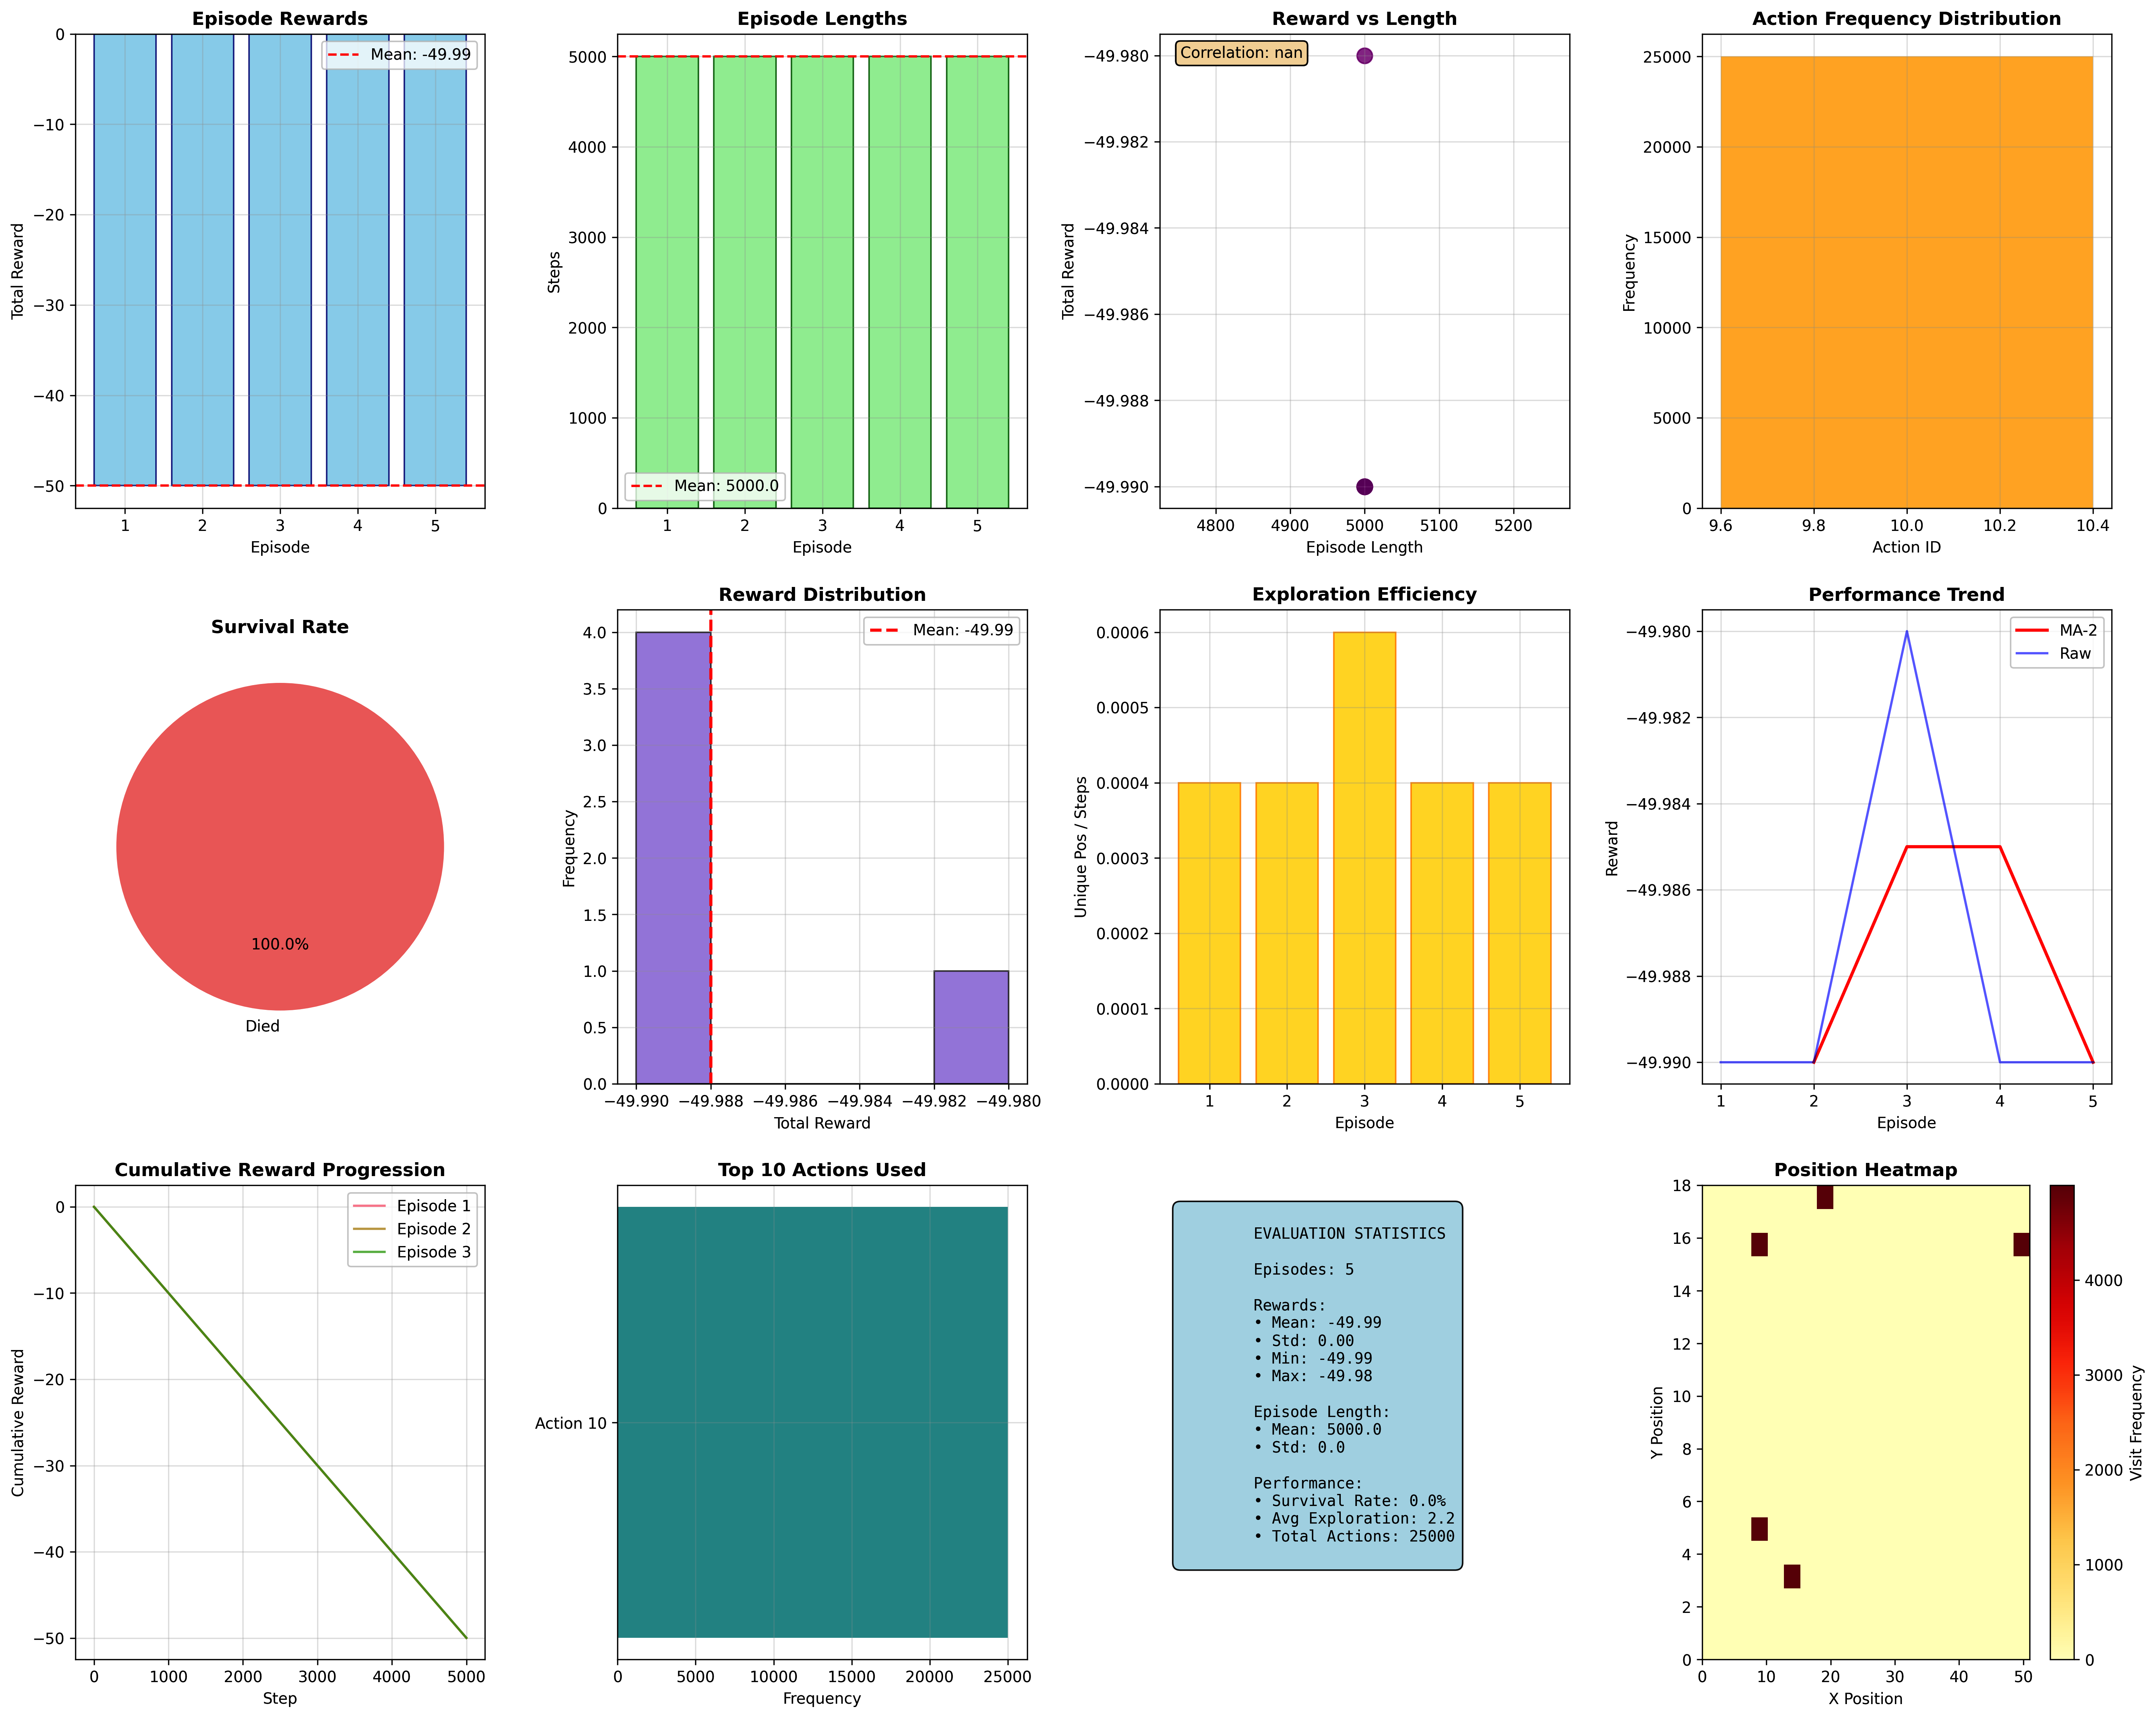 Episode Rewards
Total Reward
0
−10
−20
−30
−40
−50
Mean: -49.99
1 2 3 4 5
Episode
Episode Lengths
Steps
5000
4000
3000
2000
1000
0
Mean: 5000.0
1 2 3 4 5
Episode
Reward vs Length
Total Reward
−49.980
−49.982
−49.984
−49.986
−49.988
−49.990
Correlation: nan
4800 4900 5000 5100 5200
Episode Length
Action Frequency Distribution
Frequency
25000
20000
15000
10000
5000
0
9.6 9.8 10.0 10.2 10.4
Action ID
Survival Rate
100.0%
Died
Reward Distribution
Frequency
4.0
3.5
3.0
2.5
2.0
1.5
1.0
0.5
0.0
Mean: -49.99
−49.990 −49.988 −49.986 −49.984 −49.982 −49.980
Total Reward
Exploration Efficiency
Unique Pos / Steps
0.0006
0.0005
0.0004
0.0003
0.0002
0.0001
0.0000
1 2 3 4 5
Episode
Performance Trend
Reward
−49.980
−49.982
−49.984
−49.986
−49.988
−49.990
MA-2
Raw
1 2 3 4 5
Episode
Cumulative Reward Progression
Cumulative Reward
0
−10
−20
−30
−40
−50
Episode 1
Episode 2
Episode 3
0 1000 2000 3000 4000 5000
Step
Top 10 Actions Used
Action 10
0 5000 10000 15000 20000 25000
Frequency
EVALUATION STATISTICS
Episodes: 5
Rewards:
• Mean: -49.99
• Std: 0.00
• Min: -49.99
• Max: -49.98
Episode Length:
• Mean: 5000.0
• Std: 0.0
Performance:
• Survival Rate: 0.0%
• Avg Exploration: 2.2
• Total Actions: 25000
Position Heatmap
Y Position
18
16
14
12
10
8
6
4
2
0
0 10 20 30 40 50
X Position
4000
3000
2000
1000
0
Visit Frequency